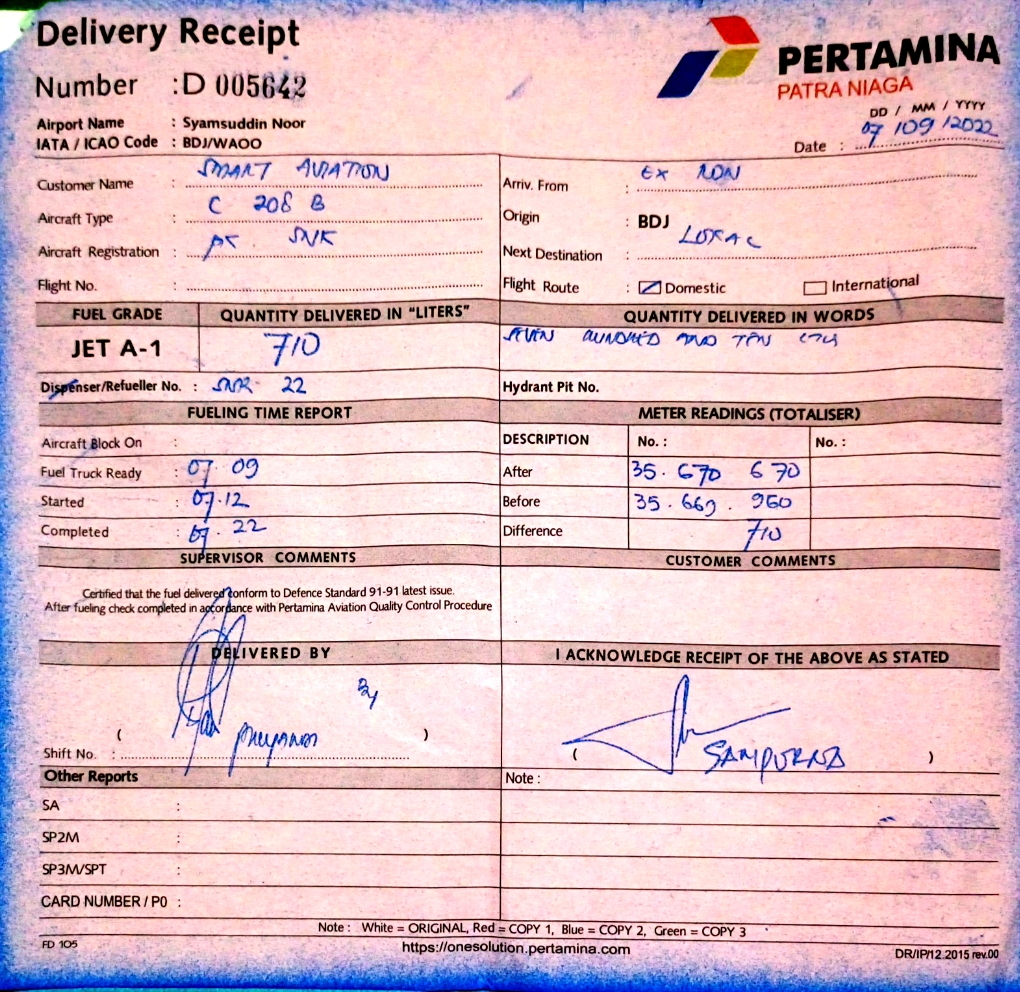 Delivery Receipt
PERTAMINA
PATRA NIAGA
Number : D 005642
DD / MM / YYYY
Date : 07/09/2022
Airport Name : Syamsuddin Noor
IATA / ICAO Code : BDJ/WAOO
Customer Name : SMART AVIATION
Arriv. From : EX RDN
Aircraft Type : C 208 B
Origin : BDJ
Aircraft Registration : PK. SNK
Next Destination : LOKAL
Flight No. :
Flight Route : Domestic International
FUEL GRADE QUANTITY DELIVERED IN "LITERS" QUANTITY DELIVERED IN WORDS
JET A-1 710 SEVEN HUNDRED AND TEN LTR
Dispenser/Refueller No. : 22
Hydrant Pit No.
FUELING TIME REPORT METER READINGS (TOTALISER)
Aircraft Block On :
DESCRIPTION No. : No. :
Fuel Truck Ready : 07.09
After 35.670 670
Started : 07.12
Before 35.669.960
Completed : 07.22
Difference 710
SUPERVISOR COMMENTS CUSTOMER COMMENTS
Certified that the fuel delivered conform to Defence Standard 91-91 latest issue.
After fueling check completed in accordance with Pertamina Aviation Quality Control Procedure
DELIVERED BY I ACKNOWLEDGE RECEIPT OF THE ABOVE AS STATED
( ) ( SAMPURNA )
Shift No. :
Other Reports Note :
SA :
SP2M :
SP3M/SPT :
CARD NUMBER / PO :
Note : White = ORIGINAL, Red = COPY 1, Blue = COPY 2, Green = COPY 3
FD 105 https://onesolution.pertamina.com DR/IP/12.2015 rev.00